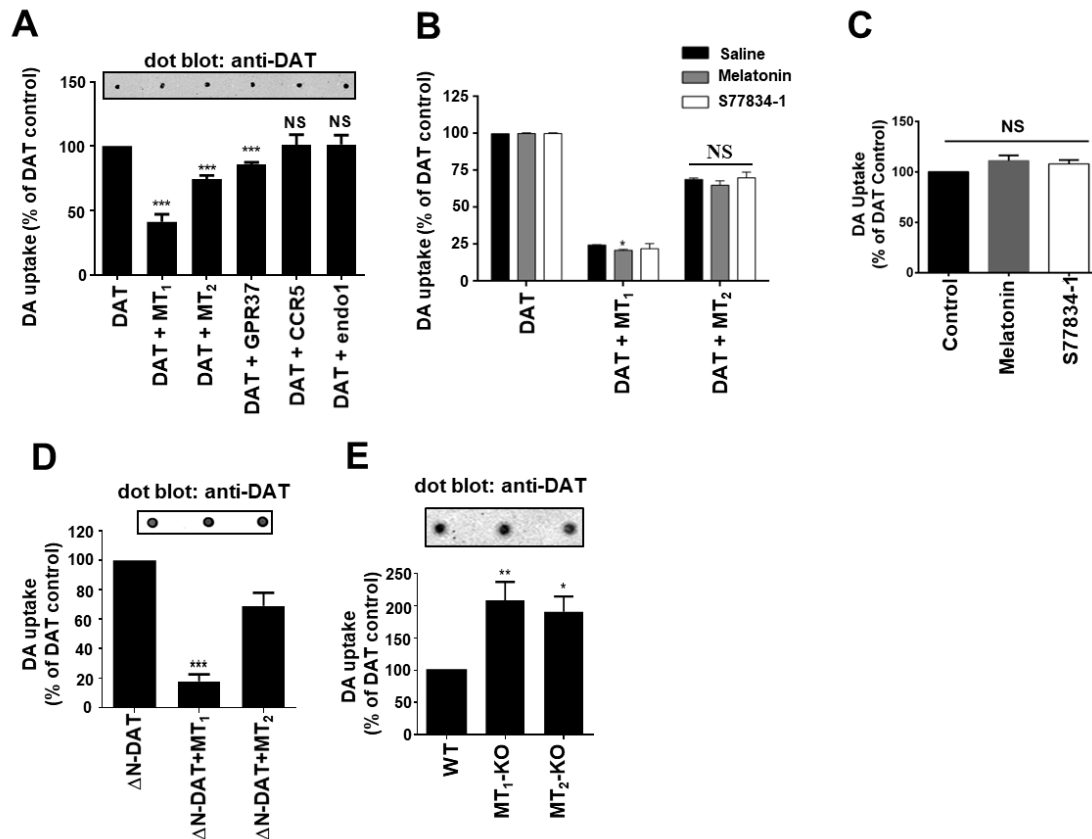 A
dot blot: anti-DAT
DA uptake (% of DAT control)
150
100
50
0
***
***
***
NS
NS
DAT
DAT + MT₁
DAT + MT₂
DAT + GPR37
DAT + CCR5
DAT + endo1
B
Saline
Melatonin
S77834-1
DA uptake (% of DAT control)
125
100
75
50
25
0
*
NS
DAT
DAT + MT₁
DAT + MT₂
C
DA Uptake
(% of DAT Control)
150
100
50
0
NS
Control
Melatonin
S77834-1
D
dot blot: anti-DAT
DA uptake
(% of DAT control)
120
100
80
60
40
20
0
***
ΔN-DAT
ΔN-DAT+MT₁
ΔN-DAT+MT₂
E
dot blot: anti-DAT
DA uptake
(% of DAT control)
250
200
150
100
50
0
**
*
WT
MT₁-KO
MT₂-KO